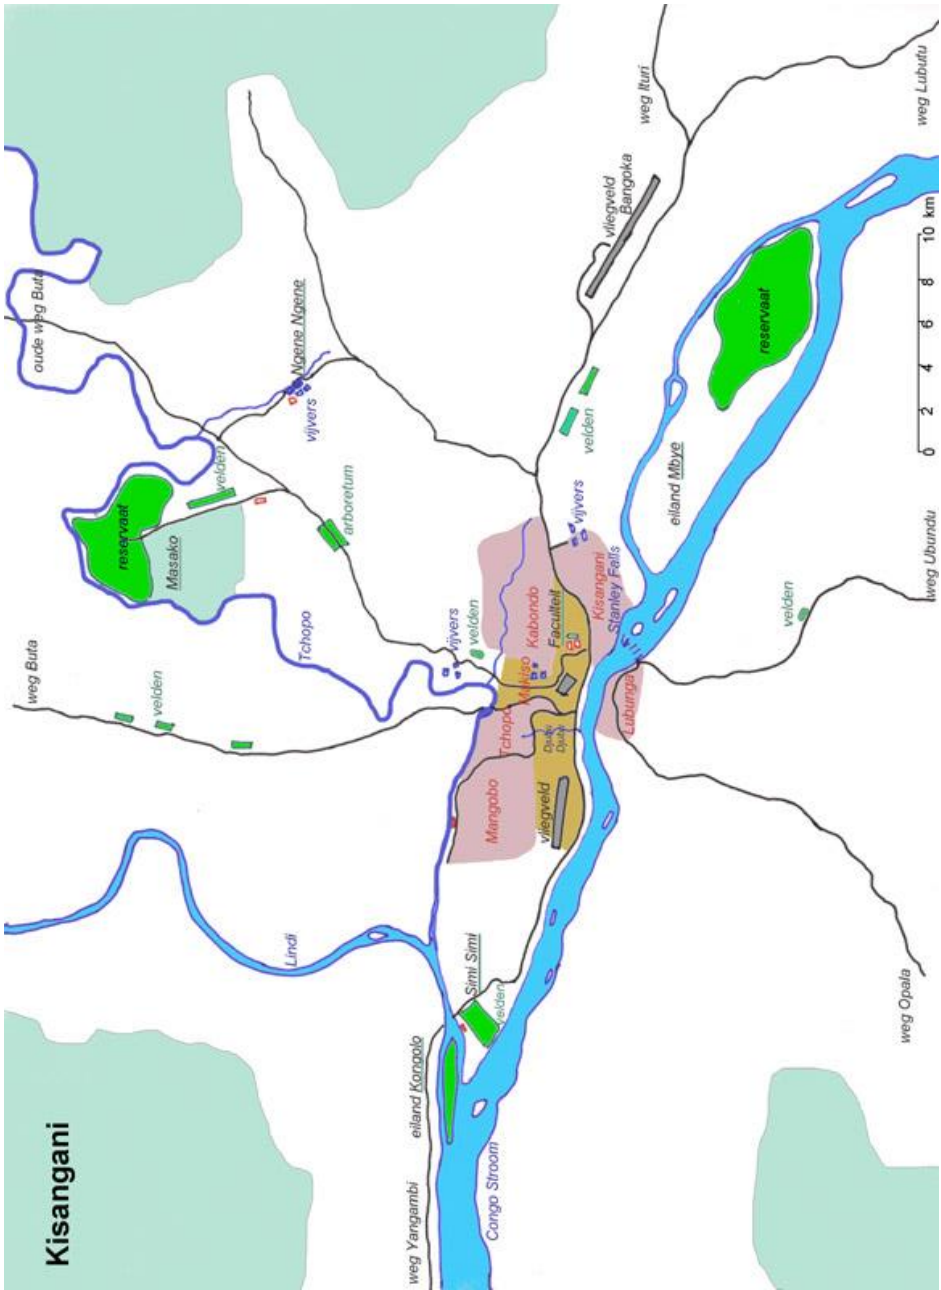 Kisangani
weg Buta
oude weg Buta
reservaat
velden
Masako
velden
Lindi
Tchopo
Ngene Ngene
vijvers
arboretum
weg Yangambi
eiland Kongolo
vijvers
velden
Simi Simi
velden
Congo Stroom
Mangobo
Tchopo
Makiso
Kabondo
vliegveld
Djubu
Djubu
Faculteit
vijvers
velden
Kisangani
Stanley Falls
vliegveld
Bangoka
weg Ituri
Lubunga
eiland Mbye
reservaat
velden
weg Opala
weg Ubundu
weg Lubutu
0 2 4 6 8 10 km